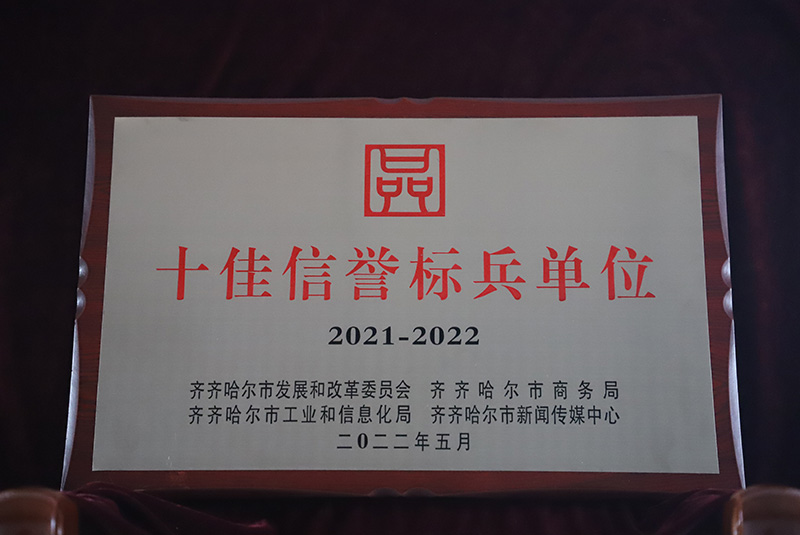 品
十佳信誉标兵单位
2021-2022
齐齐哈尔市发展和改革委员会 齐齐哈尔市商务局
齐齐哈尔市工业和信息化局 齐齐哈尔市新闻传媒中心
二0二二年五月